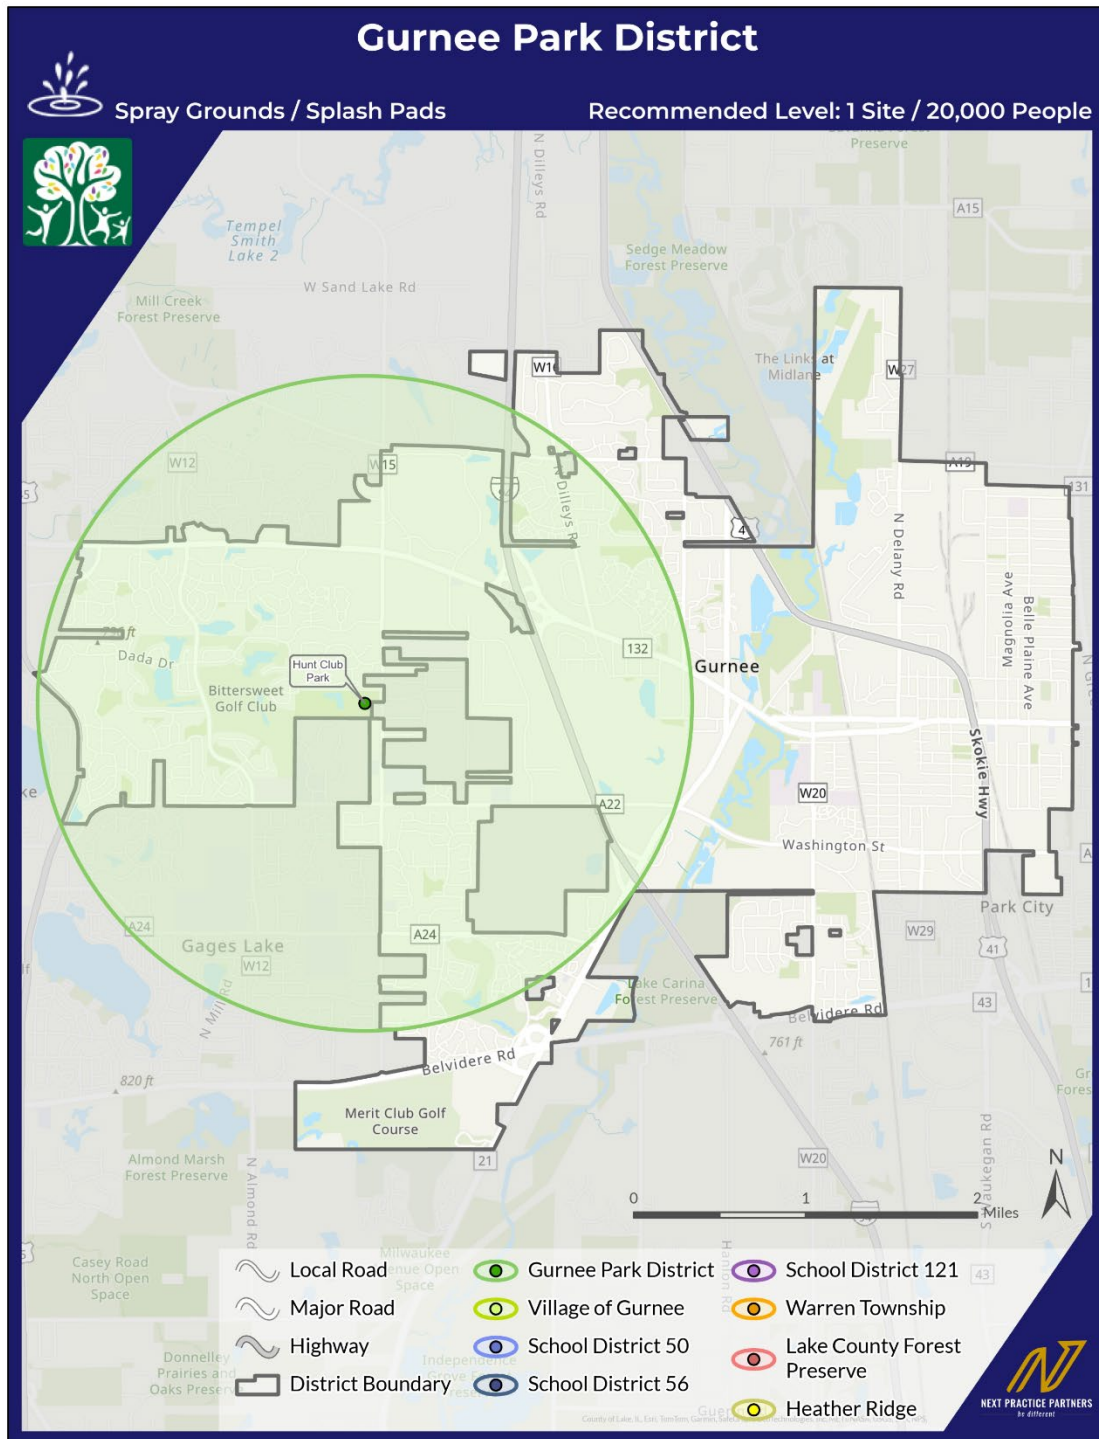 Gurnee Park District
Spray Grounds / Splash Pads
Recommended Level: 1 Site / 20,000 People
N Dilleys Rd
Preserve
A15
Tempel
Smith
Lake 2
Sedge Meadow
Forest Preserve
W Sand Lake Rd
Mill Creek
Forest Preserve
The Links at
Midlane
W27
W12
W15
N Dilleys Rd
A19
131
4
N Delany Rd
Magnolia Ave
Belle Plaine Ave
Dada Dr
132
Gurnee
Hunt Club
Park
Bittersweet
Golf Club
Skokie Hwy
A22
W20
Washington St
A24
A24
Gages Lake
W12
N Mill Rd
Park City
W29
41
Lake Carina
Forest Preserve
43
Belvidere Rd
761 ft
Belvidere Rd
820 ft
Merit Club Golf
Course
Almond Marsh
Forest Preserve
N Almond Rd
21
W20
S Waukegan Rd
N
0 1 2
Miles
Casey Road
North Open
Space
Donnelley
Prairies and
Oaks Preserve
43
Local Road
Major Road
Highway
District Boundary
Gurnee Park District
Village of Gurnee
School District 50
School District 56
School District 121
Warren Township
Lake County Forest
Preserve
Heather Ridge
NEXT PRACTICE PARTNERS
be different